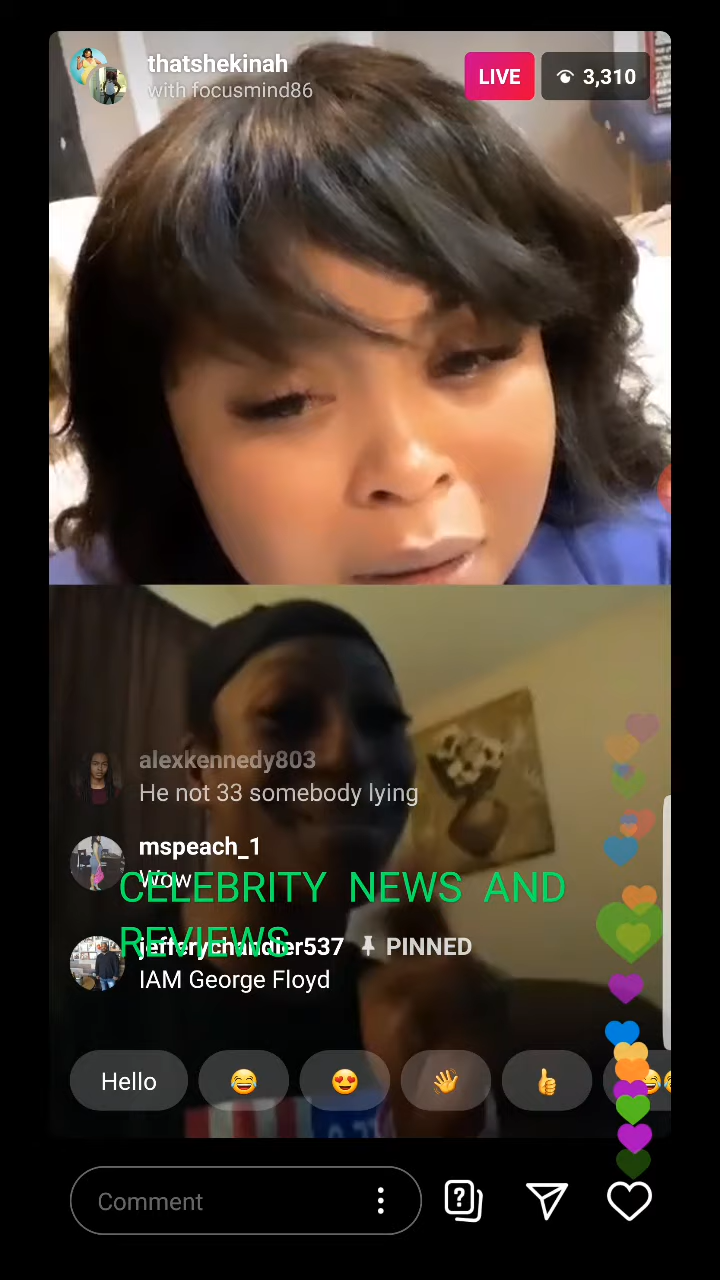 thatshekinah
with focusmind86
LIVE
3,310
alexkennedy803
He not 33 somebody lying
mspeach_1
Wow
CELEBRITY NEWS AND
REVIEWS
jefferychandler537 PINNED
IAM George Floyd
Hello
Comment